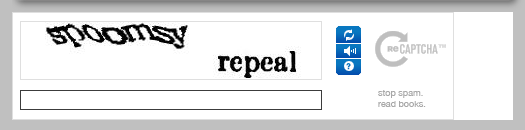 spoomsy
repeal
reCAPTCHA™
stop spam.
read books.